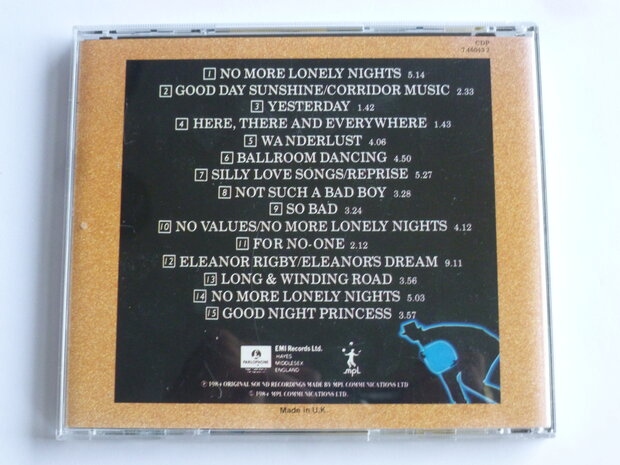 CDP
7 46043 2
1 NO MORE LONELY NIGHTS 5.14
2 GOOD DAY SUNSHINE/CORRIDOR MUSIC 2.33
3 YESTERDAY 1.42
4 HERE, THERE AND EVERYWHERE 1.43
5 WANDERLUST 4.06
6 BALLROOM DANCING 4.50
7 SILLY LOVE SONGS/REPRISE 5.27
8 NOT SUCH A BAD BOY 3.28
9 SO BAD 3.24
10 NO VALUES/NO MORE LONELY NIGHTS 4.12
11 FOR NO-ONE 2.12
12 ELEANOR RIGBY/ELEANOR'S DREAM 9.11
13 LONG & WINDING ROAD 3.56
14 NO MORE LONELY NIGHTS 5.03
15 GOOD NIGHT PRINCESS 3.57
PARLOPHONE
EMI Records Ltd.
HAYES
MIDDLESEX
ENGLAND
mpl
℗ 1984 ORIGINAL SOUND RECORDINGS MADE BY MPL COMMUNICATIONS LTD
© 1984 MPL COMMUNICATIONS LTD.
Made in U.K.